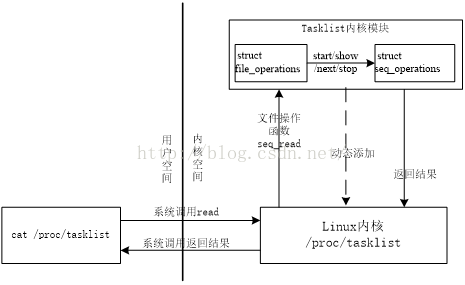 Tasklist内核模块
struct
file_operations
start/show
/next/stop
struct
seq_operations
文件操作
函数
seq_read
动态添加
返回结果
http://blog.csdn.net
用户空间
内核空间
cat /proc/tasklist
系统调用read
系统调用返回结果
Linux内核
/proc/tasklist